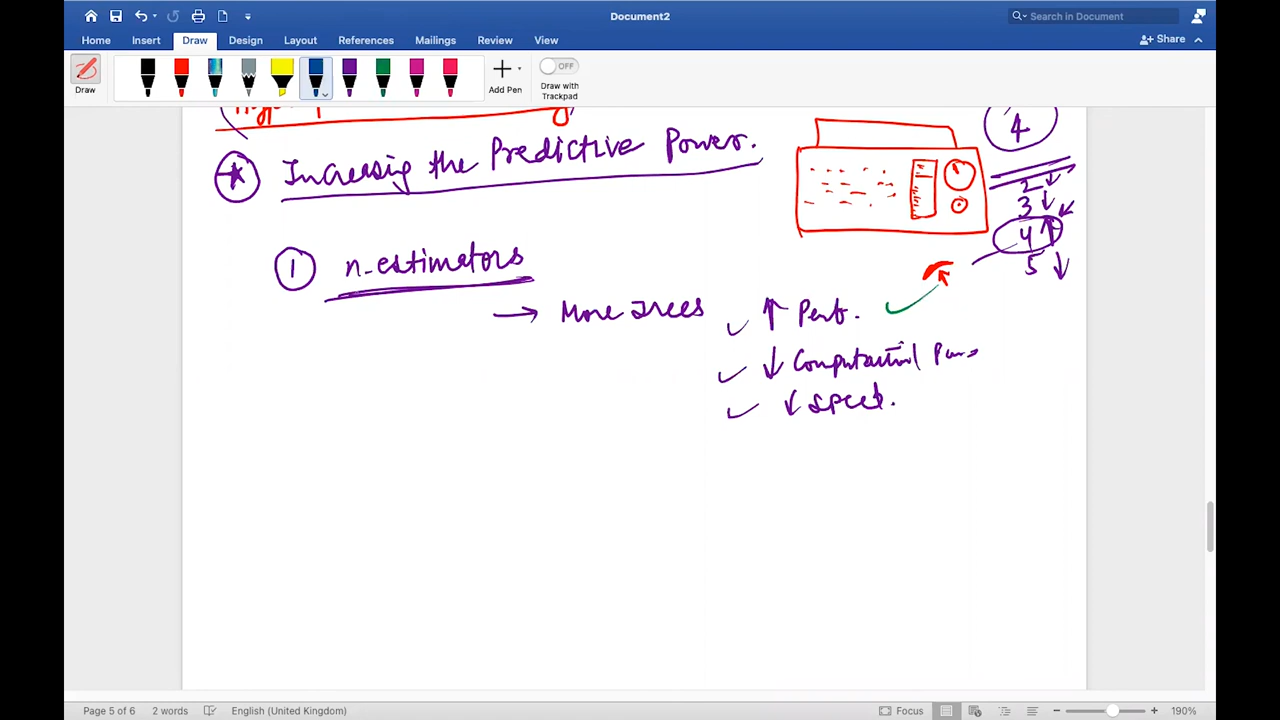 Document2
Search in Document
Home Insert Draw Design Layout References Mailings Review View
Share
Draw
Add Pen
OFF
Draw with
Trackpad
4
Increasing the Predictive Power.
2 ↓
3 ↓
4 ↑
5 ↓
1 n-estimators
→ More Trees ↑ Perf.
↓ Computational
↓ speed.
Page 5 of 6 2 words English (United Kingdom) Focus 190%